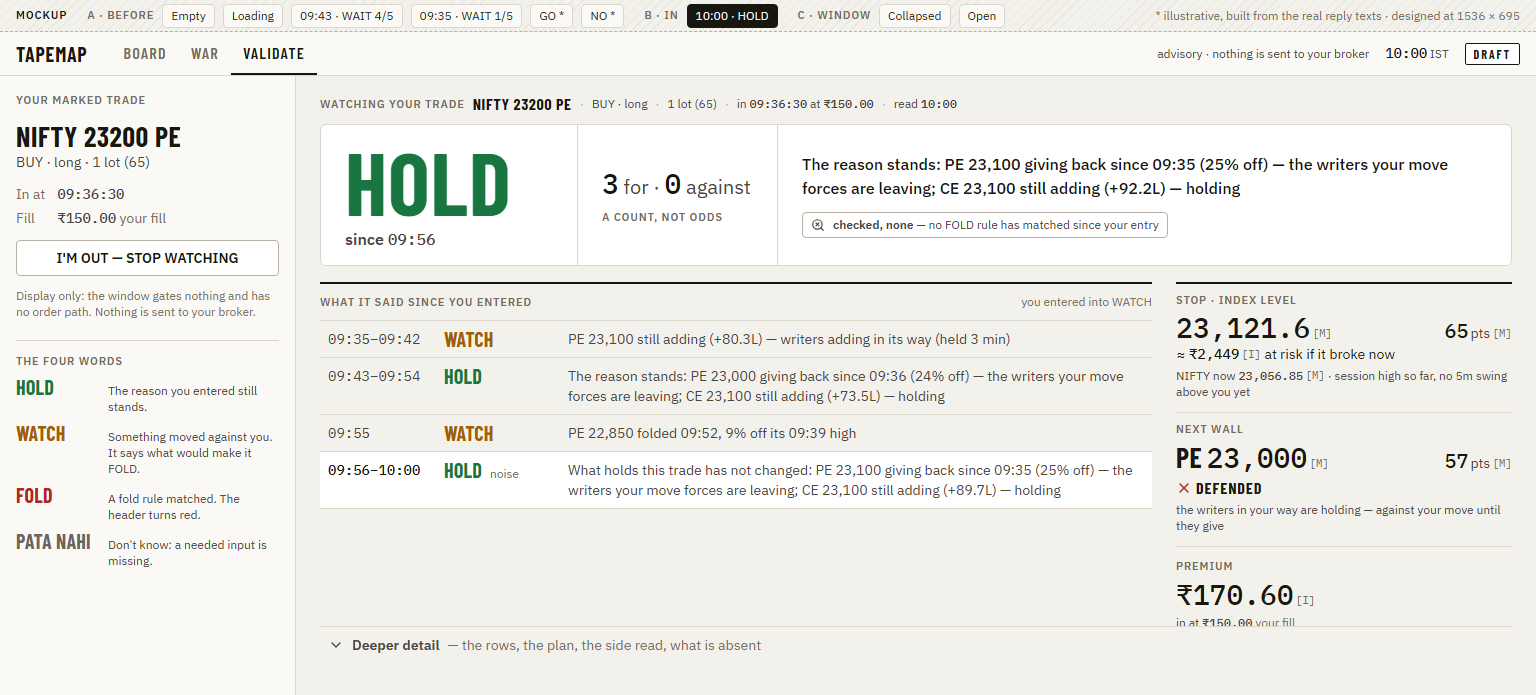 MOCKUP A · BEFORE Empty Loading 09:43 · WAIT 4/5 09:35 · WAIT 1/5 GO * NO * B · IN 10:00 · HOLD C · WINDOW Collapsed Open * illustrative, built from the real reply texts · designed at 1536 × 695
TAPEMAP BOARD WAR VALIDATE advisory · nothing is sent to your broker 10:00 IST DRAFT
YOUR MARKED TRADE
NIFTY 23200 PE
BUY · long · 1 lot (65)
In at 09:36:30
Fill ₹150.00 your fill
I'M OUT — STOP WATCHING
Display only: the window gates nothing and has
no order path. Nothing is sent to your broker.
THE FOUR WORDS
HOLD The reason you entered still
stands.
WATCH Something moved against you.
It says what would make it
FOLD.
FOLD A fold rule matched. The
header turns red.
PATA NAHI Don't know: a needed input is
missing.
WATCHING YOUR TRADE NIFTY 23200 PE · BUY · long · 1 lot (65) · in 09:36:30 at ₹150.00 · read 10:00
HOLD
since 09:56
3 for · 0 against
A COUNT, NOT ODDS
The reason stands: PE 23,100 giving back since 09:35 (25% off) — the writers your move
forces are leaving; CE 23,100 still adding (+92.2L) — holding
checked, none — no FOLD rule has matched since your entry
WHAT IT SAID SINCE YOU ENTERED you entered into WATCH
09:35–09:42 WATCH PE 23,100 still adding (+80.3L) — writers adding in its way (held 3 min)
09:43–09:54 HOLD The reason stands: PE 23,000 giving back since 09:36 (24% off) — the writers your move
forces are leaving; CE 23,100 still adding (+73.5L) — holding
09:55 WATCH PE 22,850 folded 09:52, 9% off its 09:39 high
09:56–10:00 HOLD noise What holds this trade has not changed: PE 23,100 giving back since 09:35 (25% off) — the
writers your move forces are leaving; CE 23,100 still adding (+89.7L) — holding
STOP · INDEX LEVEL
23,121.6 [M] 65 pts [M]
≈ ₹2,449 [I] at risk if it broke now
NIFTY now 23,056.85 [M] · session high so far, no 5m swing
above you yet
NEXT WALL
PE 23,000 [M] 57 pts [M]
✕ DEFENDED
the writers in your way are holding — against your move until
they give
PREMIUM
₹170.60 [I]
in at ₹150.00 your fill
Deeper detail — the rows, the plan, the side read, what is absent